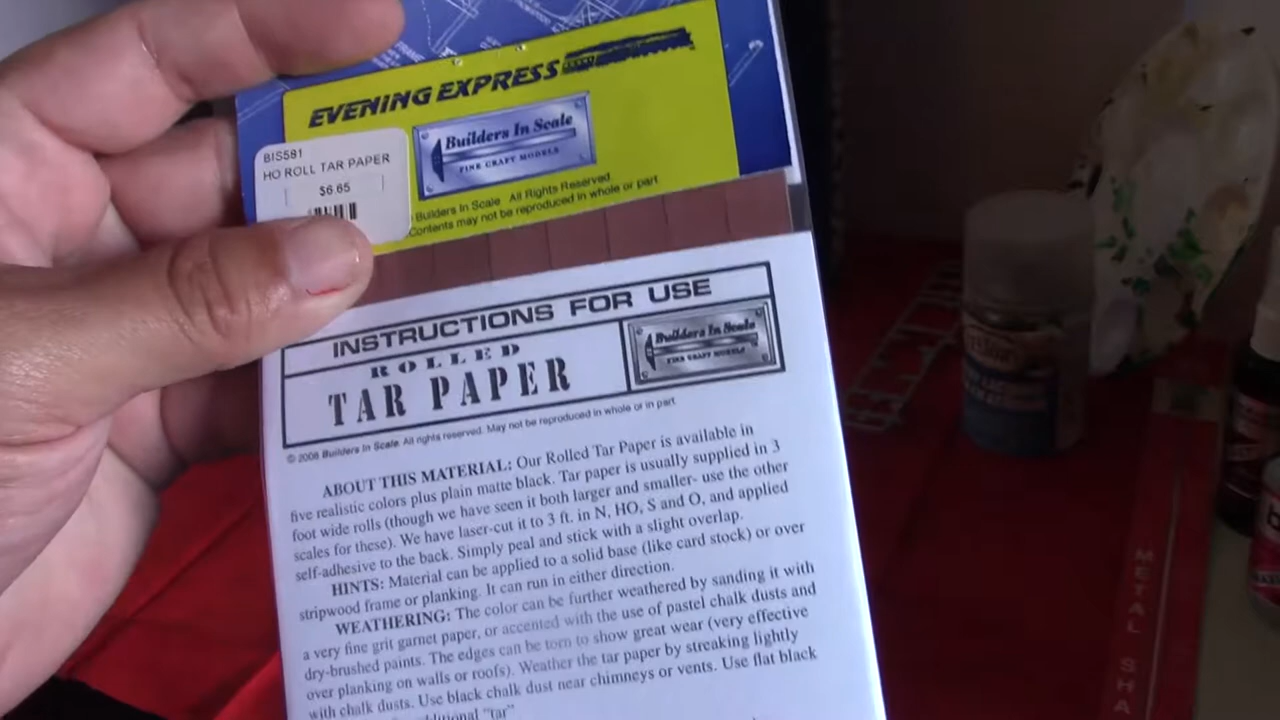 EVENING EXPRESS
Builders In Scale
FINE CRAFT MODELS
BIS581
HO ROLL TAR PAPER
$6.65
Builders In Scale All Rights Reserved.
Contents may not be reproduced in whole or part
INSTRUCTIONS FOR USE
ROLLED
TAR PAPER
Builders In Scale
FINE CRAFT MODELS
© 2008 Builders In Scale. All rights reserved. May not be reproduced in whole or in part.
ABOUT THIS MATERIAL: Our Rolled Tar Paper is available in
five realistic colors plus plain matte black. Tar paper is usually supplied in 3
foot wide rolls (though we have seen it both larger and smaller- use the other
scales for these). We have laser-cut it to 3 ft. in N, HO, S and O, and applied
self-adhesive to the back. Simply peal and stick with a slight overlap.
HINTS: Material can be applied to a solid base (like card stock) or over
stripwood frame or planking. It can run in either direction.
WEATHERING: The color can be further weathered by sanding it with
a very fine grit garnet paper, or accented with the use of pastel chalk dusts and
dry-brushed paints. The edges can be torn to show great wear (very effective
over planking on walls or roofs). Weather the tar paper by streaking lightly
with chalk dusts. Use black chalk dust near chimneys or vents. Use flat black
"tar"
METAL SHA